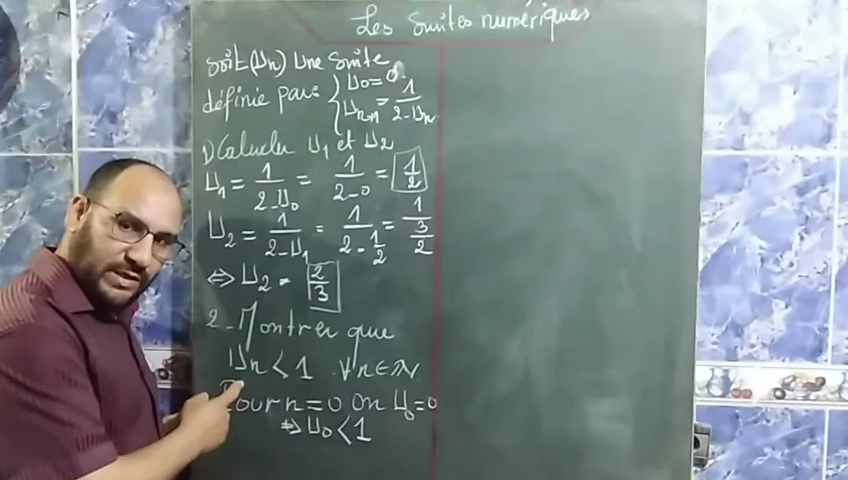 Les suites numériques
Soit (Un) une suite
définie par: { U0 = 0.
Un+1 = 1/(2-Un)
1) Calculer U1 et U2
U1 = 1/(2-U0) = 1/(2-0) = 1/2
U2 = 1/(2-U1) = 1/(2-1/2) = 1/(3/2)
⇔ U2 = 2/3
2-Montrer que
Un < 1 ∀n∈ℕ
Pour n=0 on U0=0
⇒ U0 < 1